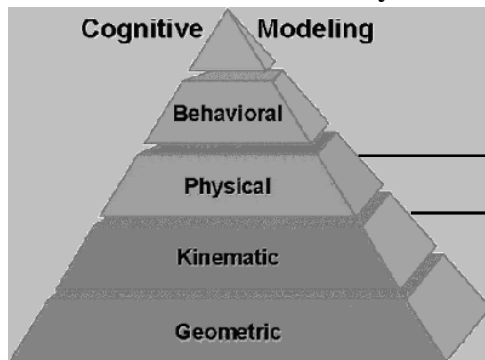 Cognitive Modeling
Behavioral
Physical
Kinematic
Geometric